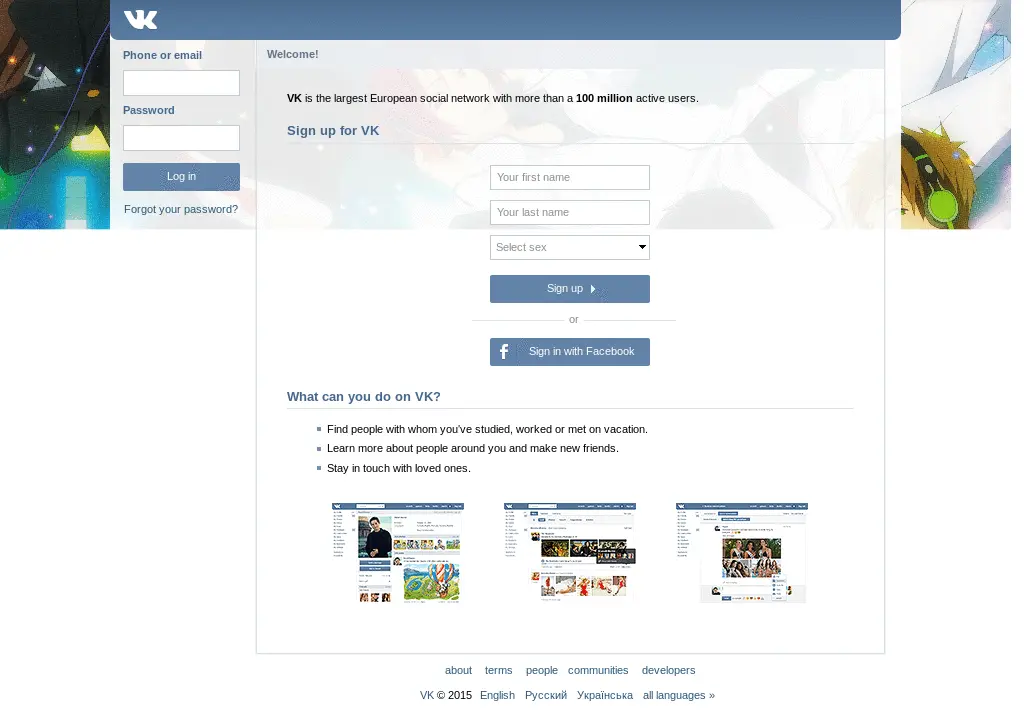 VK
Phone or email
Password
Log in
Forgot your password?
Welcome!
VK is the largest European social network with more than a 100 million active users.
Sign up for VK
Your first name
Your last name
Select sex
Sign up
or
f Sign in with Facebook
What can you do on VK?
Find people with whom you've studied, worked or met on vacation.
Learn more about people around you and make new friends.
Stay in touch with loved ones.
about terms people communities developers
VK © 2015 English Русский Українська all languages »